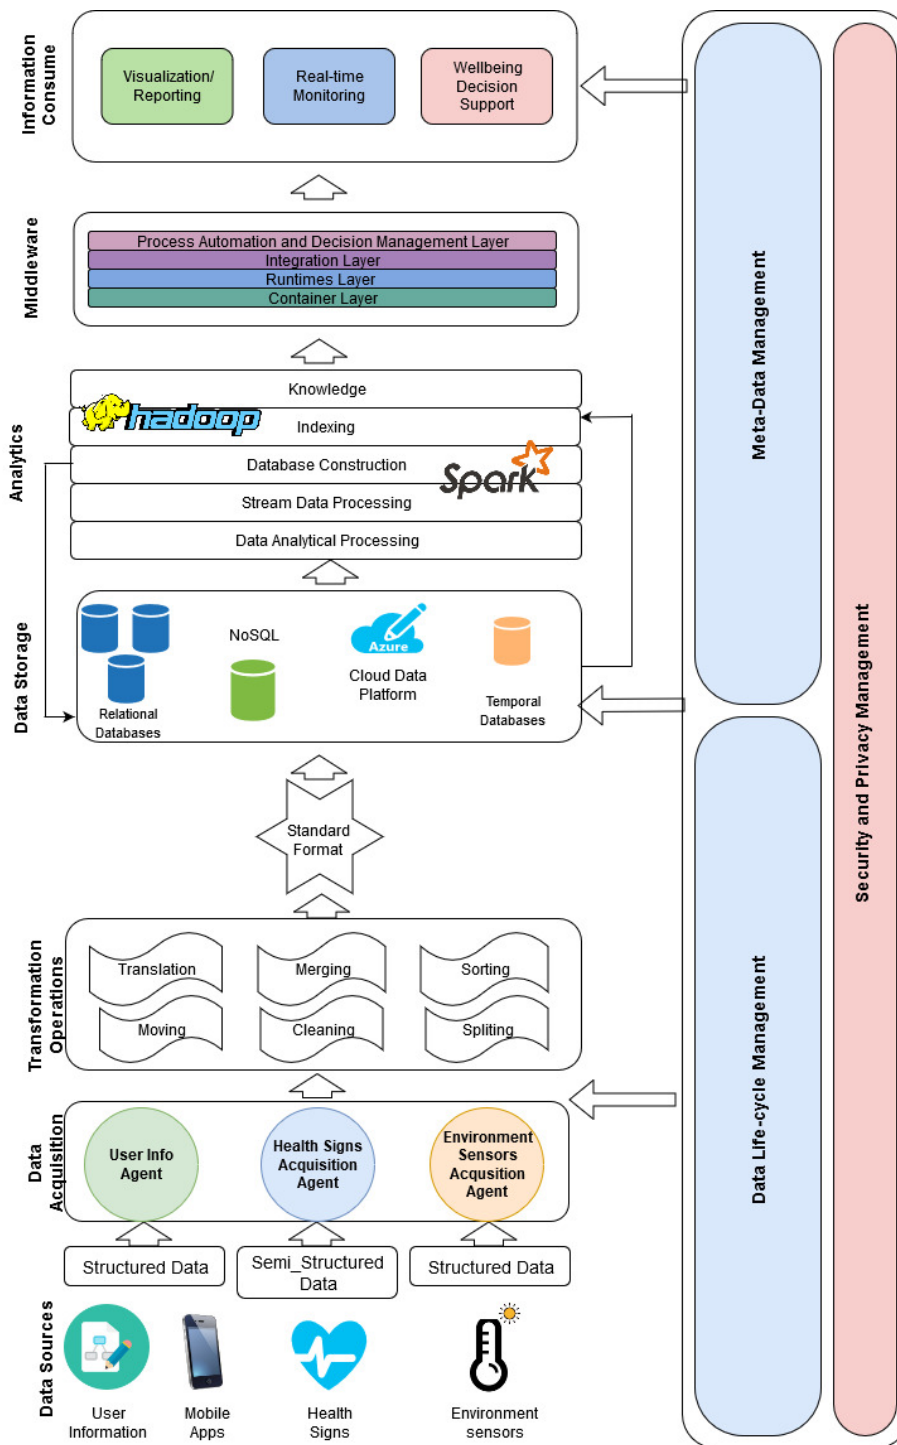 Information
Consume
Visualization/
Reporting
Real-time
Monitoring
Wellbeing
Decision
Support
Middleware
Process Automation and Decision Management Layer
Integration Layer
Runtimes Layer
Container Layer
Analytics
Knowledge
hadoop
Indexing
Database Construction
Spark
Stream Data Processing
Data Analytical Processing
Data Storage
Relational
Databases
NoSQL
Azure
Cloud Data
Platform
Temporal
Databases
Standard
Format
Transformation
Operations
Translation
Merging
Sorting
Moving
Cleaning
Spliting
Data
Acquisition
User Info
Agent
Health Signs
Acquisition
Agent
Environment
Sensors
Acqusition
Agent
Structured Data
Semi_Structured
Data
Structured Data
Data Sources
User
Information
Mobile
Apps
Health
Signs
Environment
sensors
Meta-Data Management
Data Life-cycle Management
Security and Privacy Management